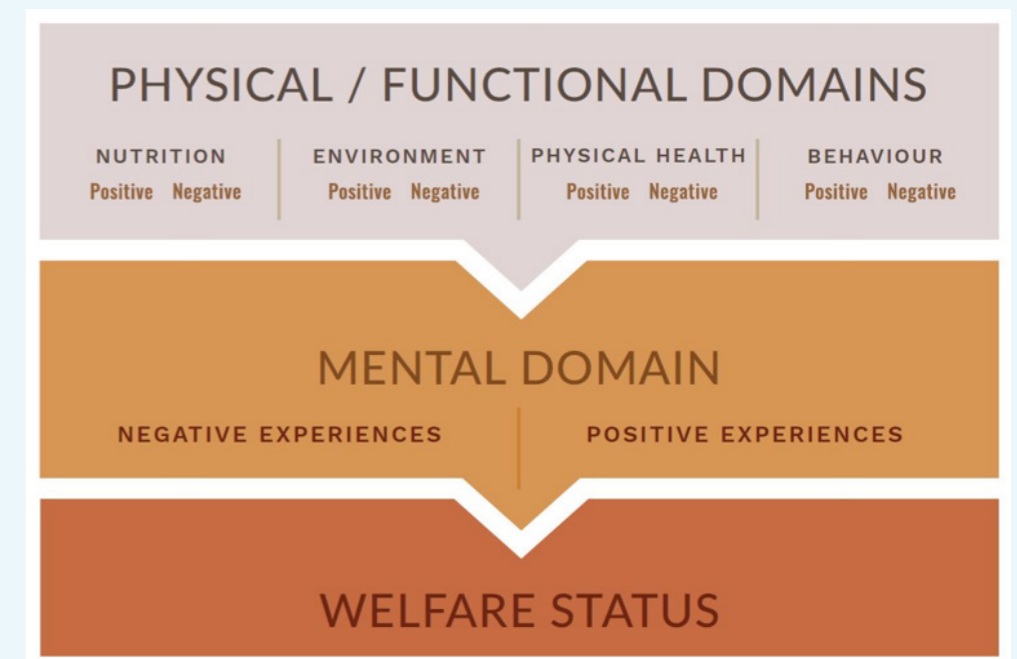 PHYSICAL / FUNCTIONAL DOMAINS
NUTRITION ENVIRONMENT PHYSICAL HEALTH BEHAVIOUR
Positive Negative Positive Negative Positive Negative Positive Negative
MENTAL DOMAIN
NEGATIVE EXPERIENCES POSITIVE EXPERIENCES
WELFARE STATUS